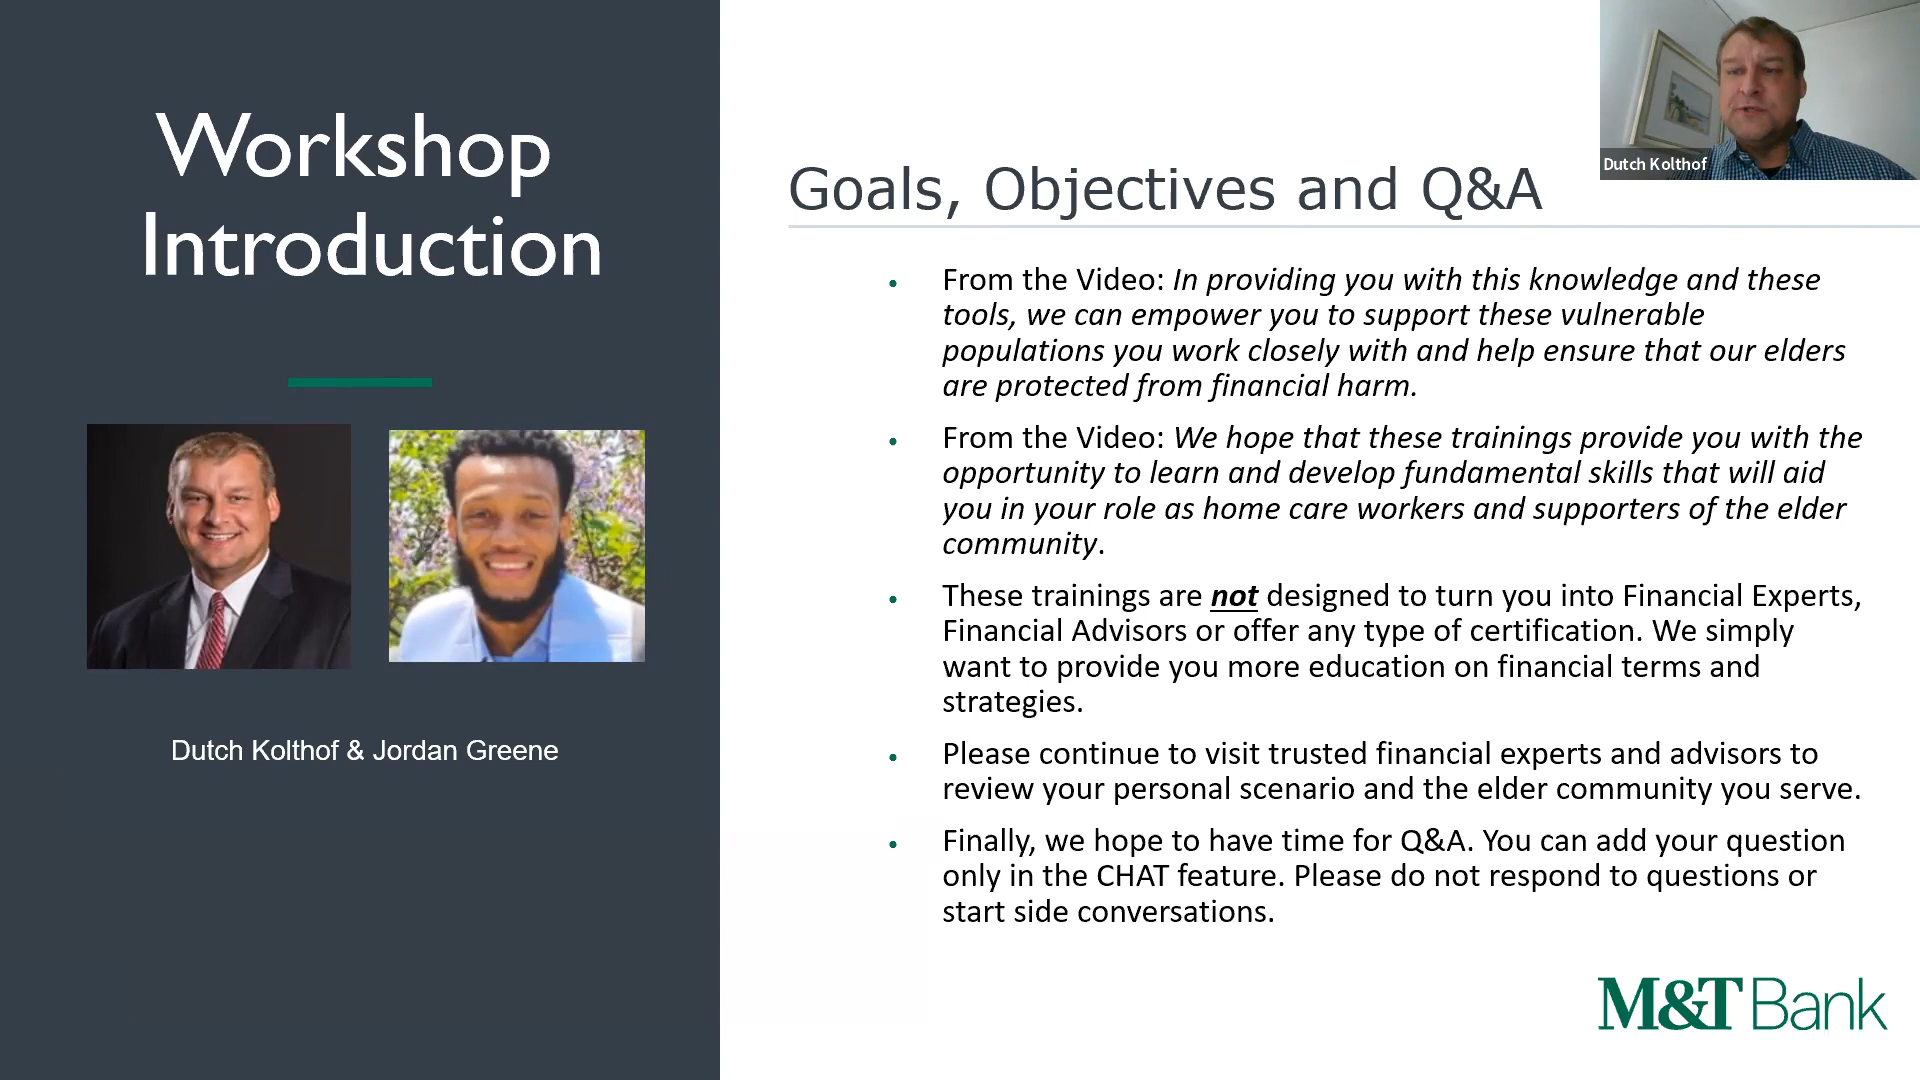 Workshop
Introduction
Dutch Kolthof & Jordan Greene
Dutch Kolthof
Goals, Objectives and Q&A
• From the Video: In providing you with this knowledge and these
tools, we can empower you to support these vulnerable
populations you work closely with and help ensure that our elders
are protected from financial harm.
• From the Video: We hope that these trainings provide you with the
opportunity to learn and develop fundamental skills that will aid
you in your role as home care workers and supporters of the elder
community.
• These trainings are not designed to turn you into Financial Experts,
Financial Advisors or offer any type of certification. We simply
want to provide you more education on financial terms and
strategies.
• Please continue to visit trusted financial experts and advisors to
review your personal scenario and the elder community you serve.
• Finally, we hope to have time for Q&A. You can add your question
only in the CHAT feature. Please do not respond to questions or
start side conversations.
M&T Bank